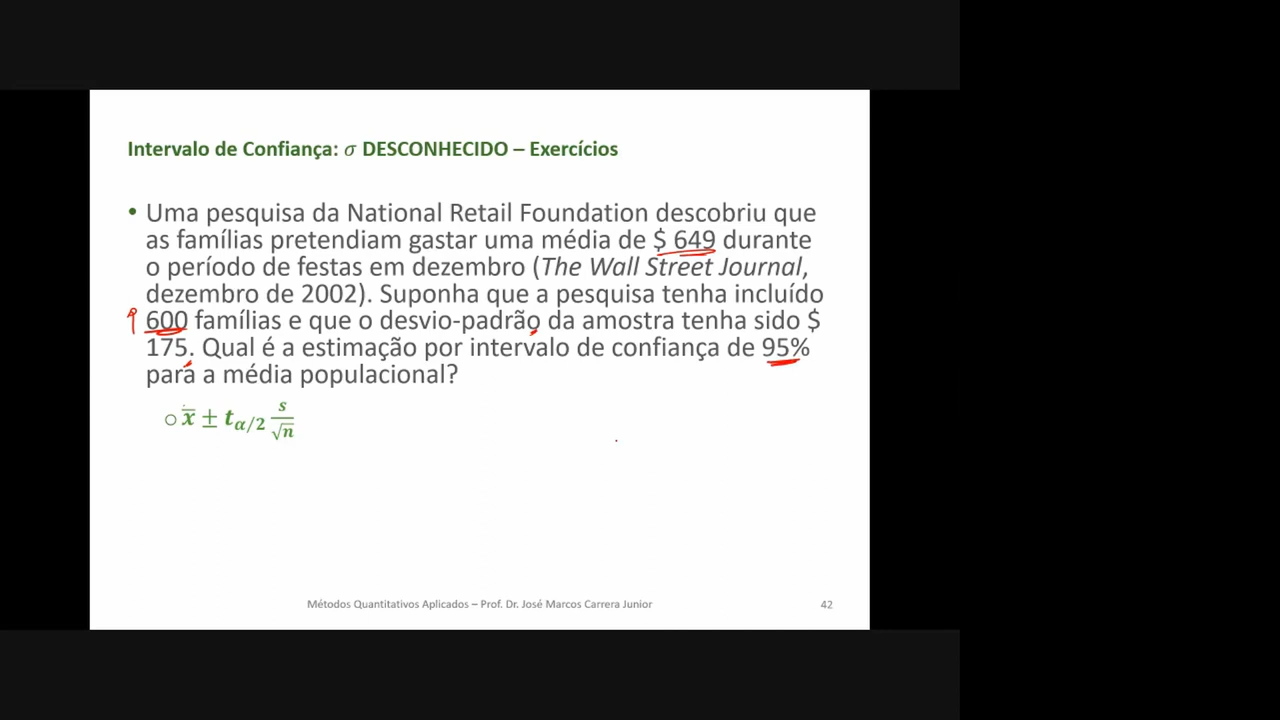 Intervalo de Confiança: σ DESCONHECIDO – Exercícios
• Uma pesquisa da National Retail Foundation descobriu que
as famílias pretendiam gastar uma média de $ 649 durante
o período de festas em dezembro (The Wall Street Journal,
dezembro de 2002). Suponha que a pesquisa tenha incluído
600 famílias e que o desvio-padrão da amostra tenha sido $
175. Qual é a estimação por intervalo de confiança de 95%
para a média populacional?
○ x̅ ± t_{α/2} s/√n
Métodos Quantitativos Aplicados – Prof. Dr. José Marcos Carrera Junior
42